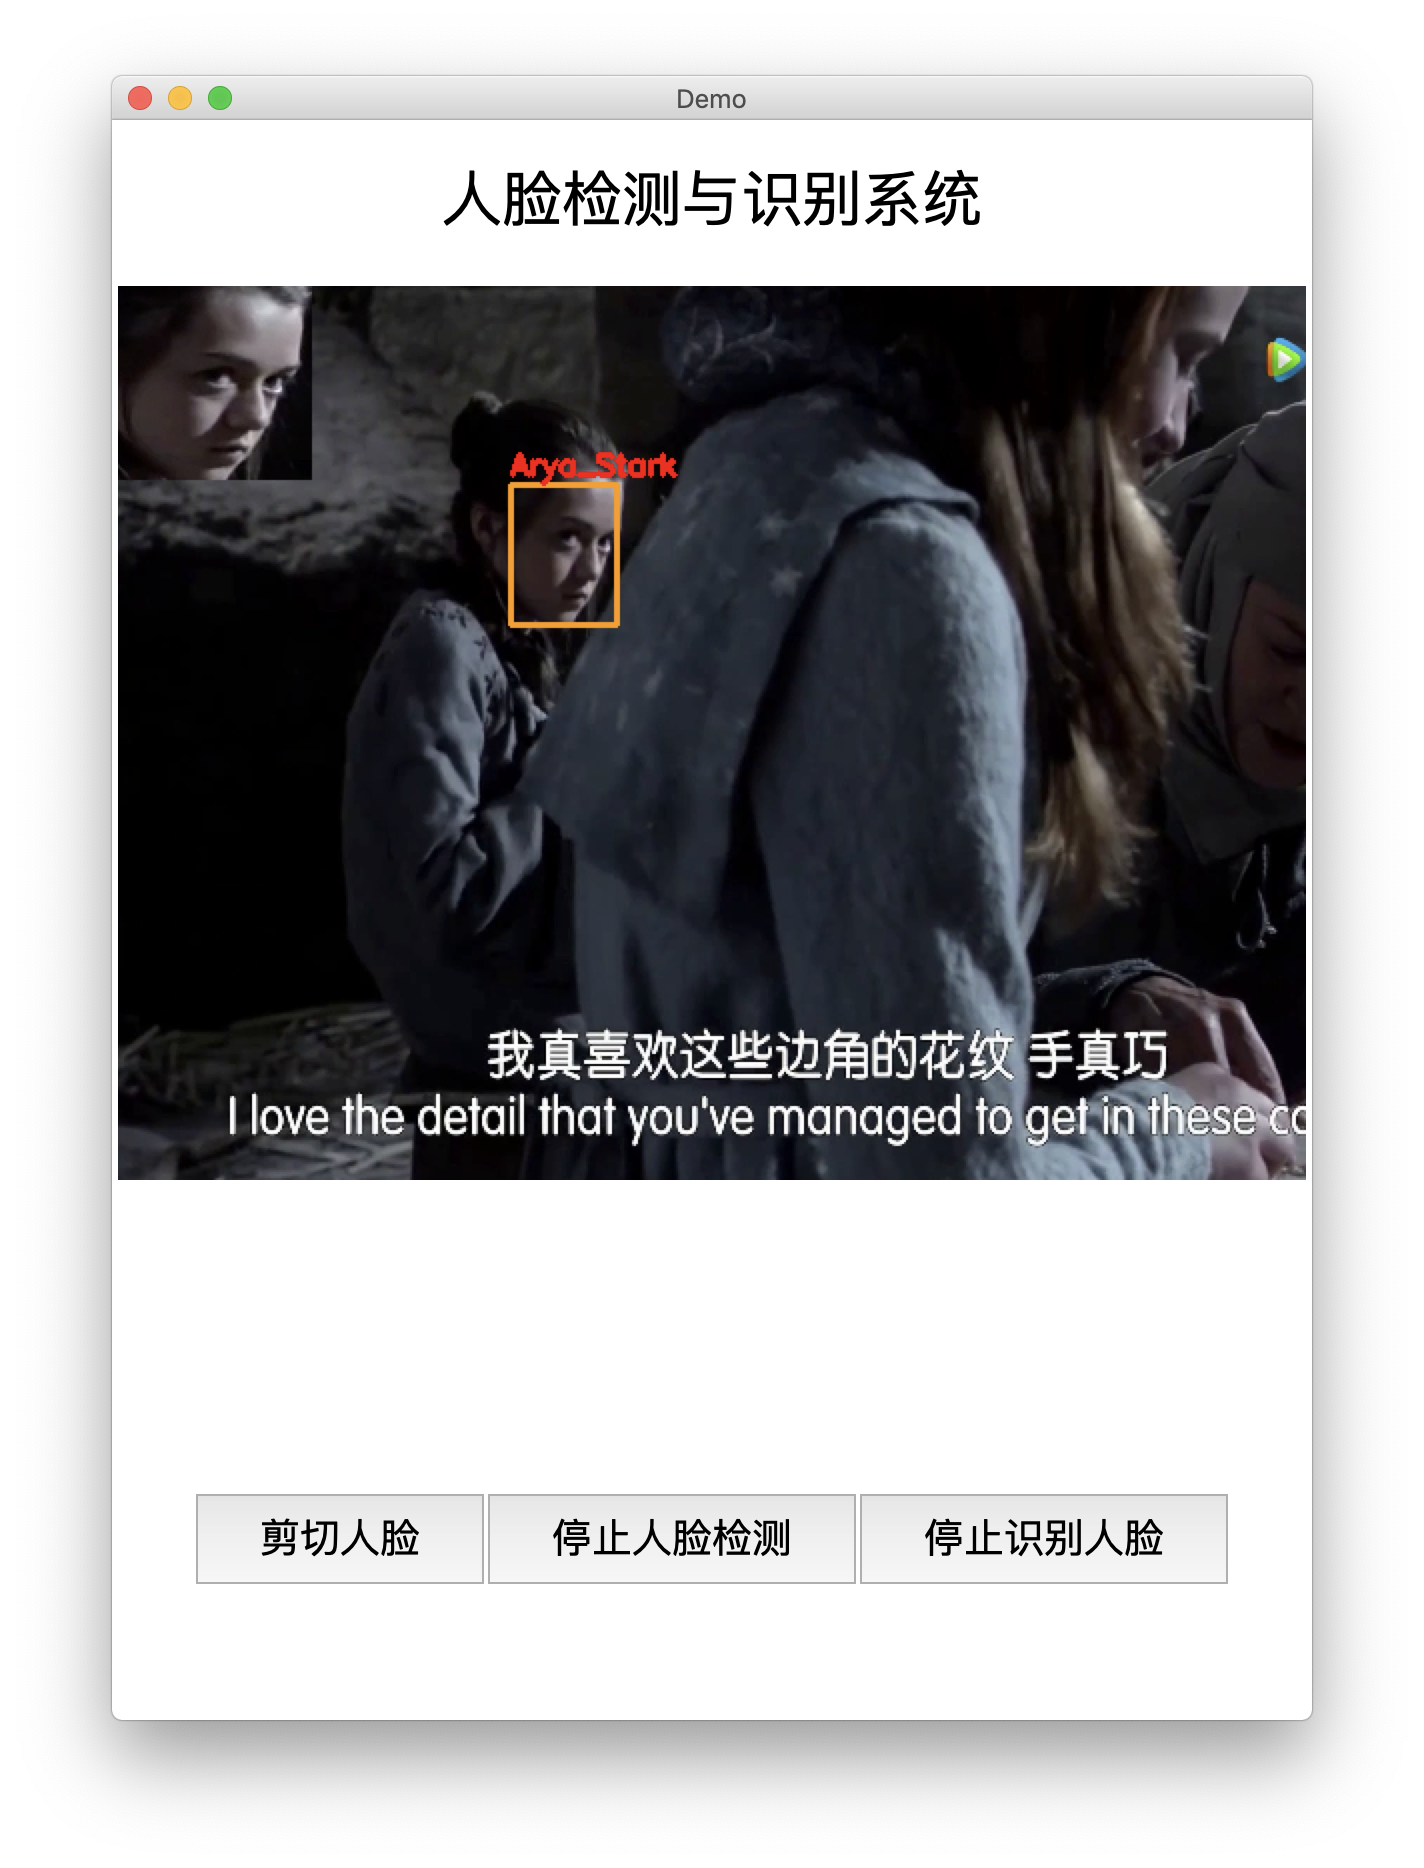 Demo
人脸检测与识别系统
Arya_Stark
我真喜欢这些边角的花纹 手真巧
I love the detail that you've managed to get in these co
剪切人脸 停止人脸检测 停止识别人脸